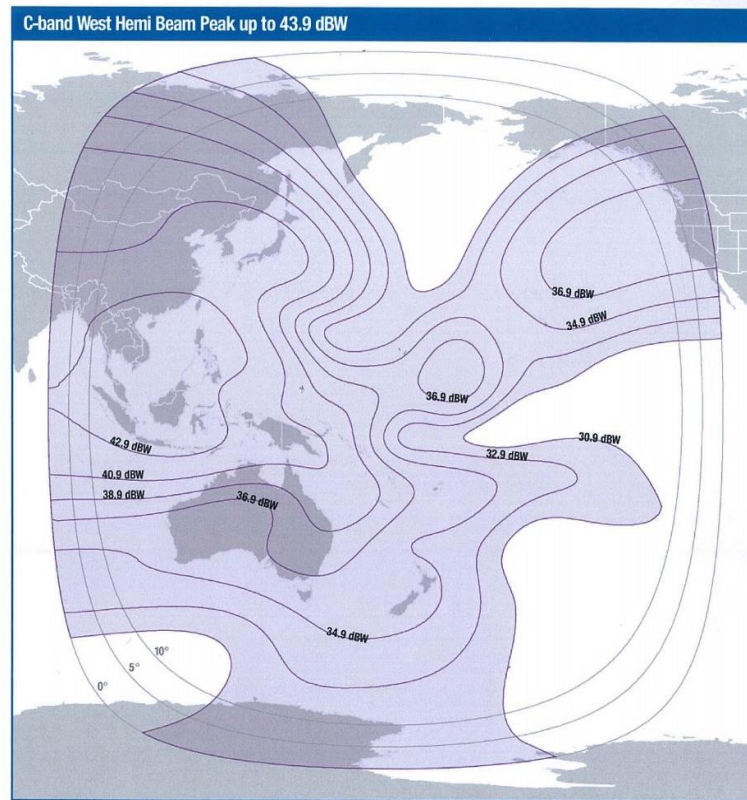 C-band West Hemi Beam Peak up to 43.9 dBW
36.9 dBW
34.9 dBW
36.9 dBW
30.9 dBW
42.9 dBW
32.9 dBW
40.9 dBW
38.9 dBW
36.9 dBW
34.9 dBW
10°
5°
0°